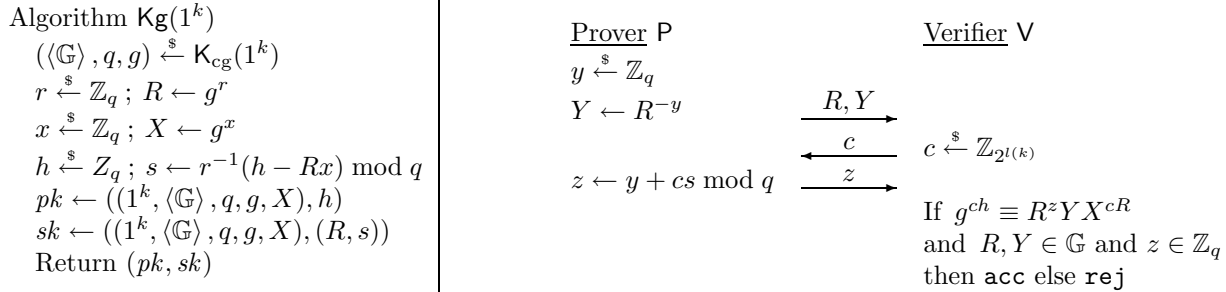 Algorithm Kg(1^k)
(⟨𝔾⟩, q, g) ←$ K_cg(1^k)
r ←$ ℤ_q ; R ← g^r
x ←$ ℤ_q ; X ← g^x
h ←$ Z_q ; s ← r^{-1}(h − Rx) mod q
pk ← ((1^k, ⟨𝔾⟩, q, g, X), h)
sk ← ((1^k, ⟨𝔾⟩, q, g, X), (R, s))
Return (pk, sk)
Prover P
y ←$ ℤ_q
Y ← R^{-y}
z ← y + cs mod q
R, Y
c
z
Verifier V
c ←$ ℤ_{2^{l(k)}}
If g^{ch} ≡ R^z Y X^{cR}
and R, Y ∈ 𝔾 and z ∈ ℤ_q
then acc else rej